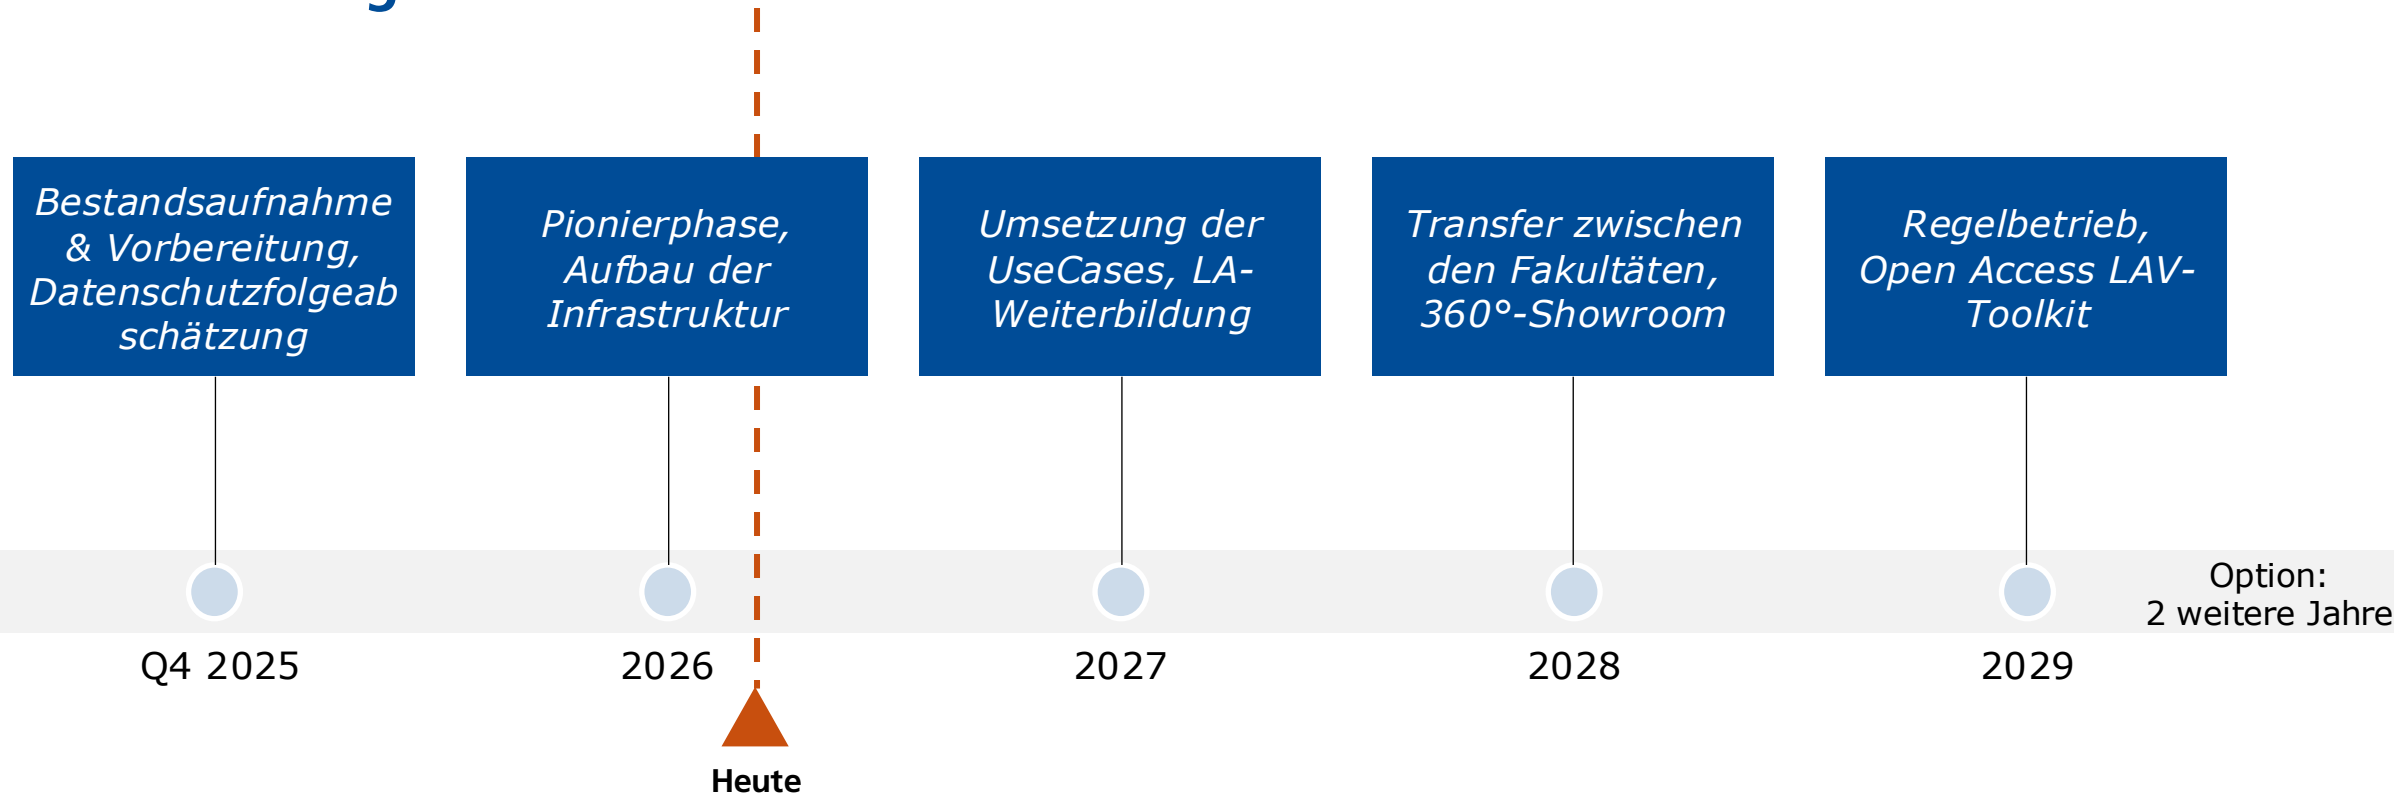 Bestandsaufnahme
& Vorbereitung,
Datenschutzfolgeab
schätzung
Pionierphase,
Aufbau der
Infrastruktur
Umsetzung der
UseCases, LA-
Weiterbildung
Transfer zwischen
den Fakultäten,
360°-Showroom
Regelbetrieb,
Open Access LAV-
Toolkit
Option:
2 weitere Jahre
Q4 2025
2026
2027
2028
2029
Heute